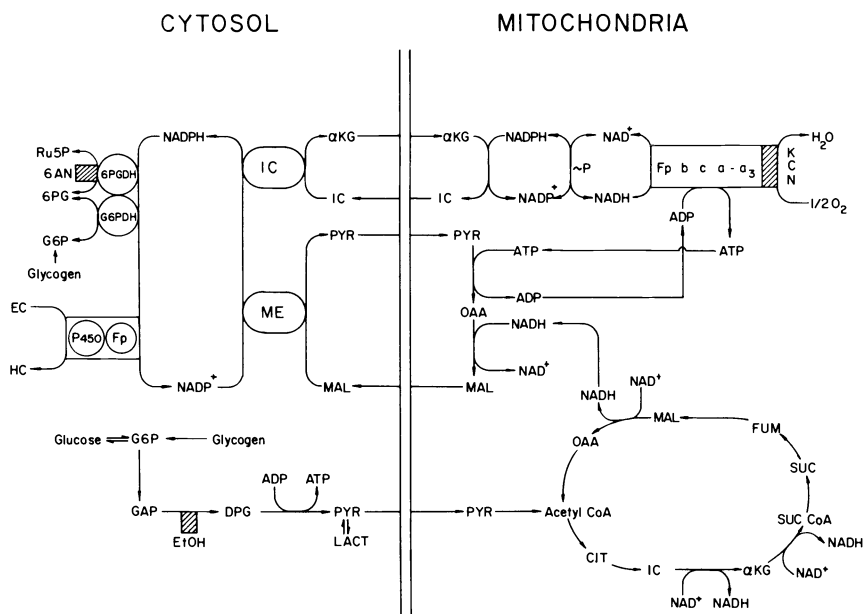 CYTOSOL
MITOCHONDRIA
NADPH
αKG
αKG
NADPH
NAD⁺
H₂O
Ru5P
6AN
6PGDH
IC
~P
Fp b c a - a₃
KCN
6PG
IC
IC
NADP⁺
NADH
1/2 O₂
G6PDH
ADP
G6P
PYR
PYR
ATP
ATP
Glycogen
ADP
EC
ME
OAA
P450
Fp
NADH
HC
NAD⁺
NADP⁺
MAL
MAL
NADH
NAD⁺
MAL
FUM
Glucose
G6P
Glycogen
OAA
SUC
ADP
ATP
GAP
DPG
PYR
PYR
Acetyl CoA
SUC CoA
EtOH
LACT
NADH
CIT
IC
αKG
NAD⁺
NAD⁺
NADH